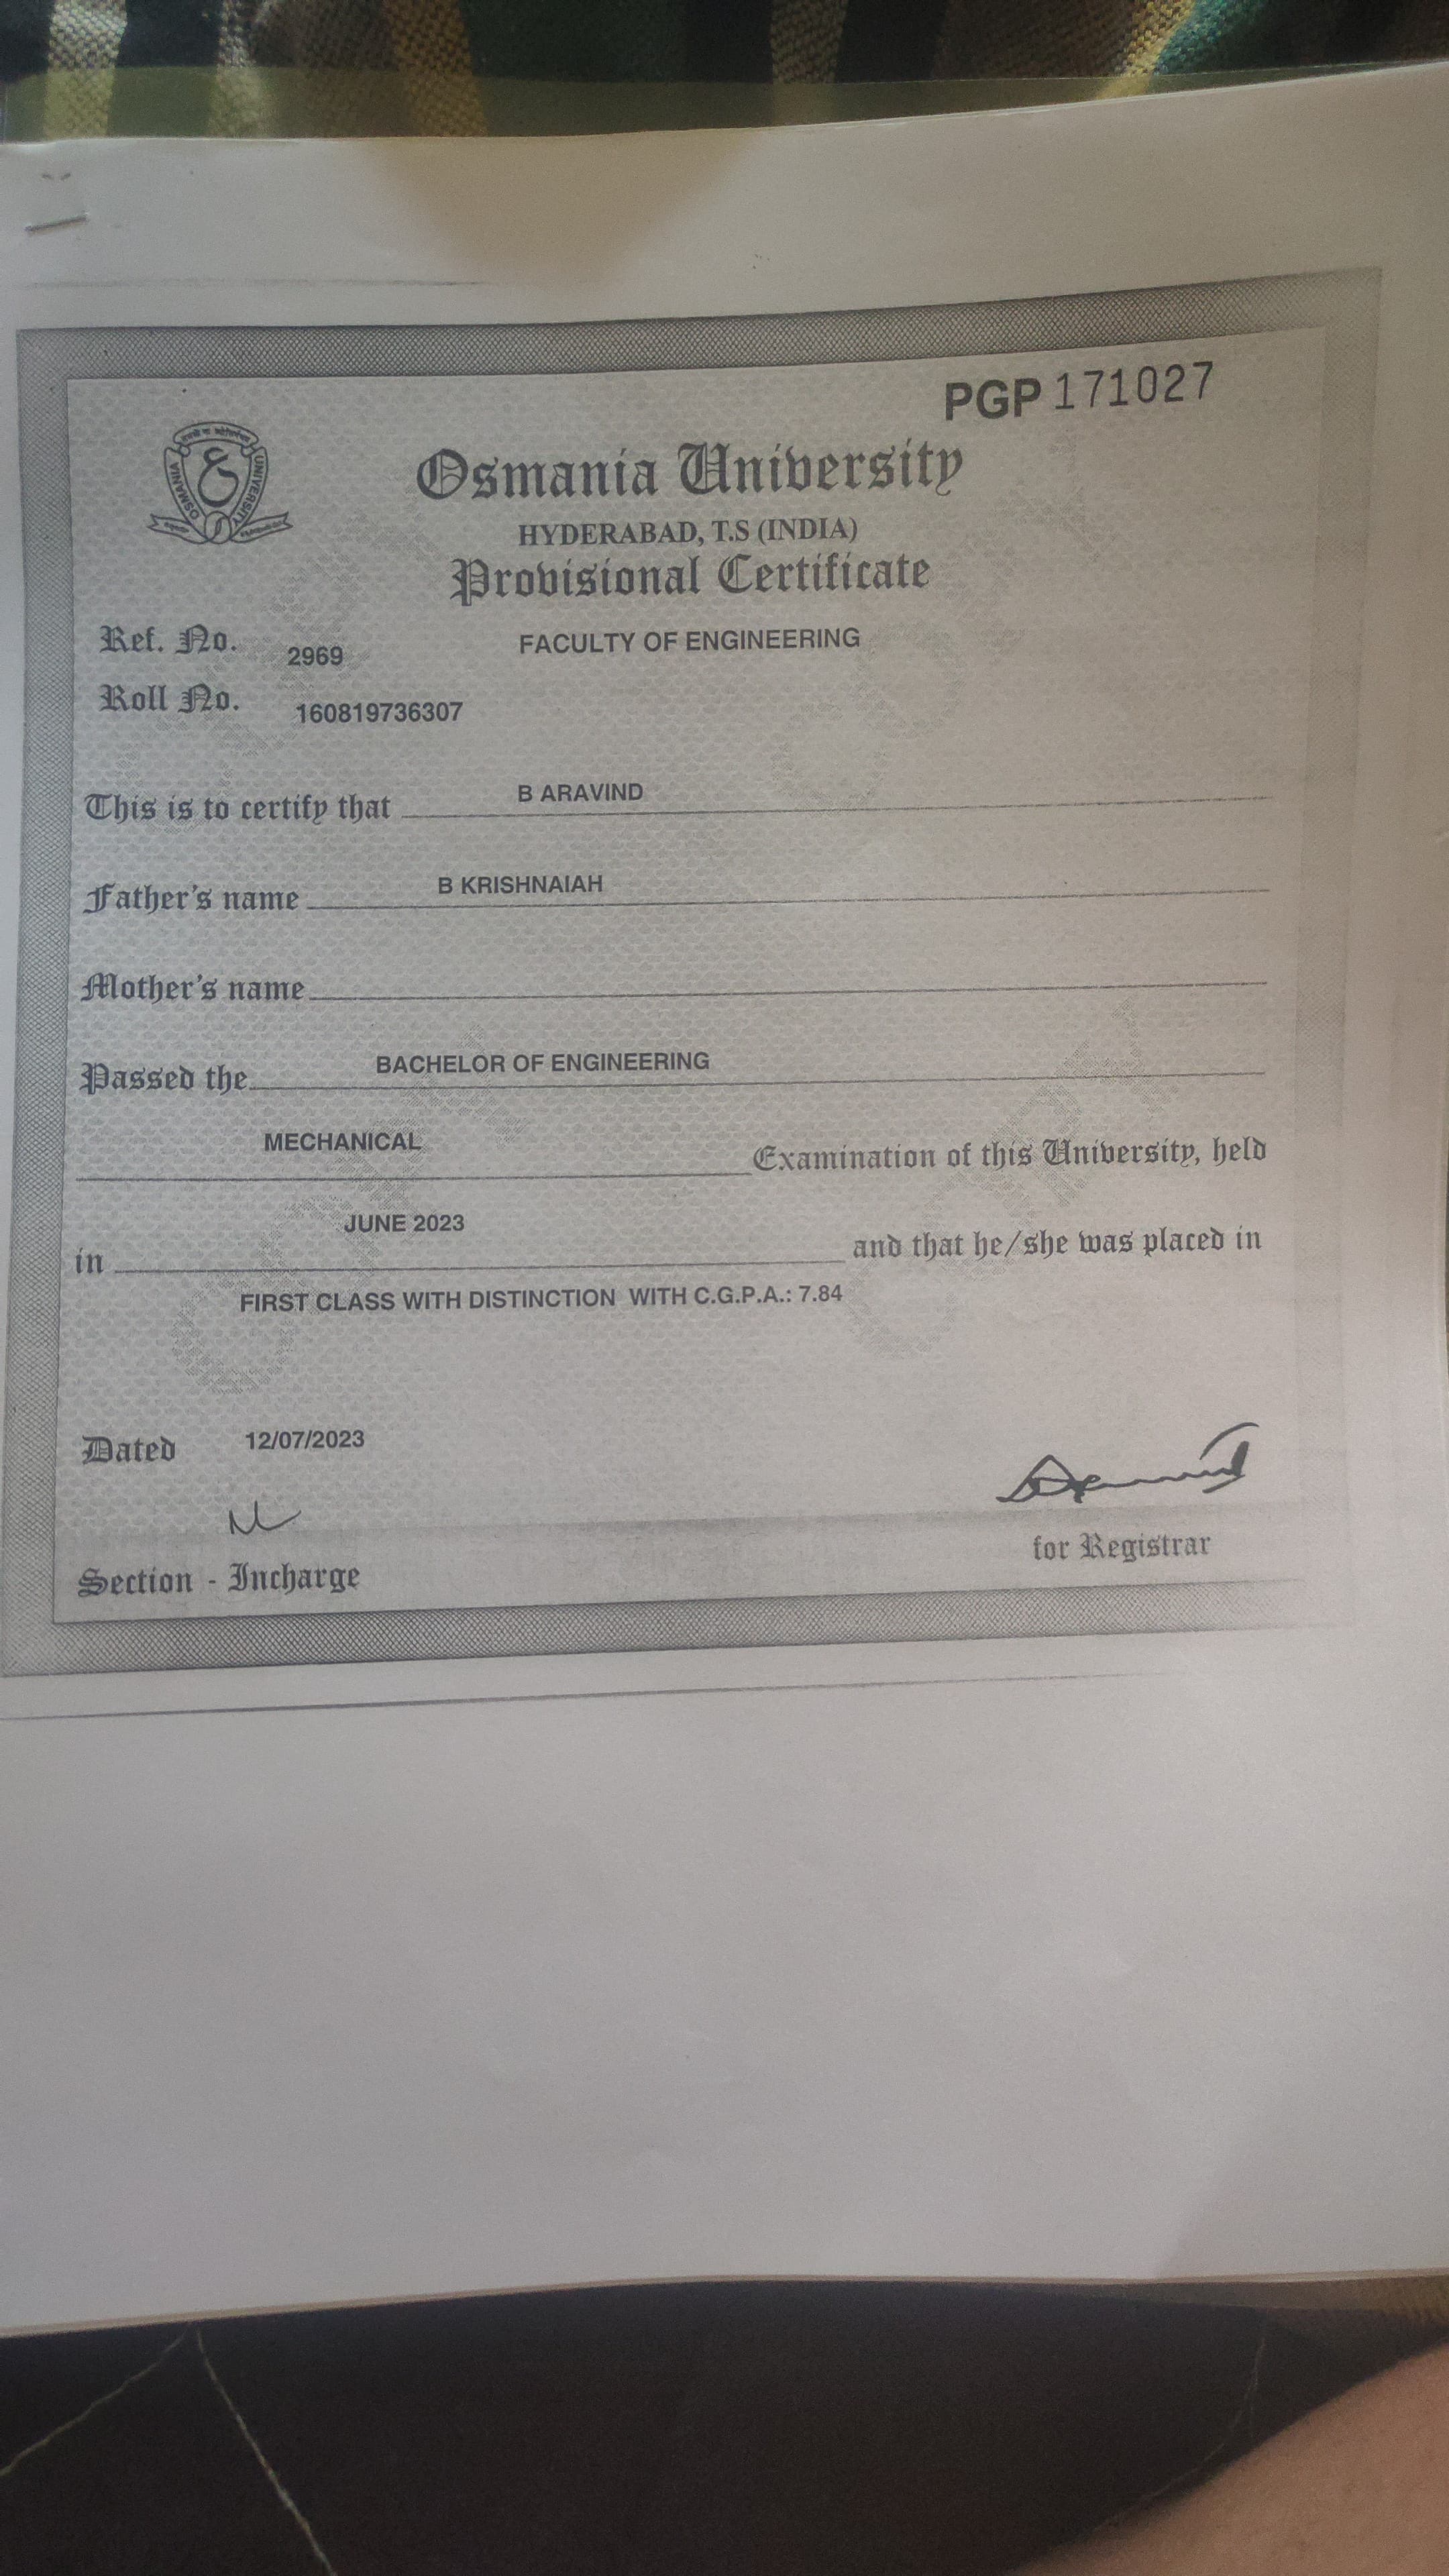 PGP 171027
OSMANIA UNIVERSITY
Osmania University
HYDERABAD, T.S (INDIA)
Provisional Certificate
Ref. No. 2969 FACULTY OF ENGINEERING
Roll No. 160819736307
This is to certify that B ARAVIND
Father's name B KRISHNAIAH
Mother's name
Passed the BACHELOR OF ENGINEERING
MECHANICAL Examination of this University, held
in JUNE 2023 and that he/she was placed in
FIRST CLASS WITH DISTINCTION WITH C.G.P.A.: 7.84
Dated 12/07/2023
for Registrar
Section - Incharge